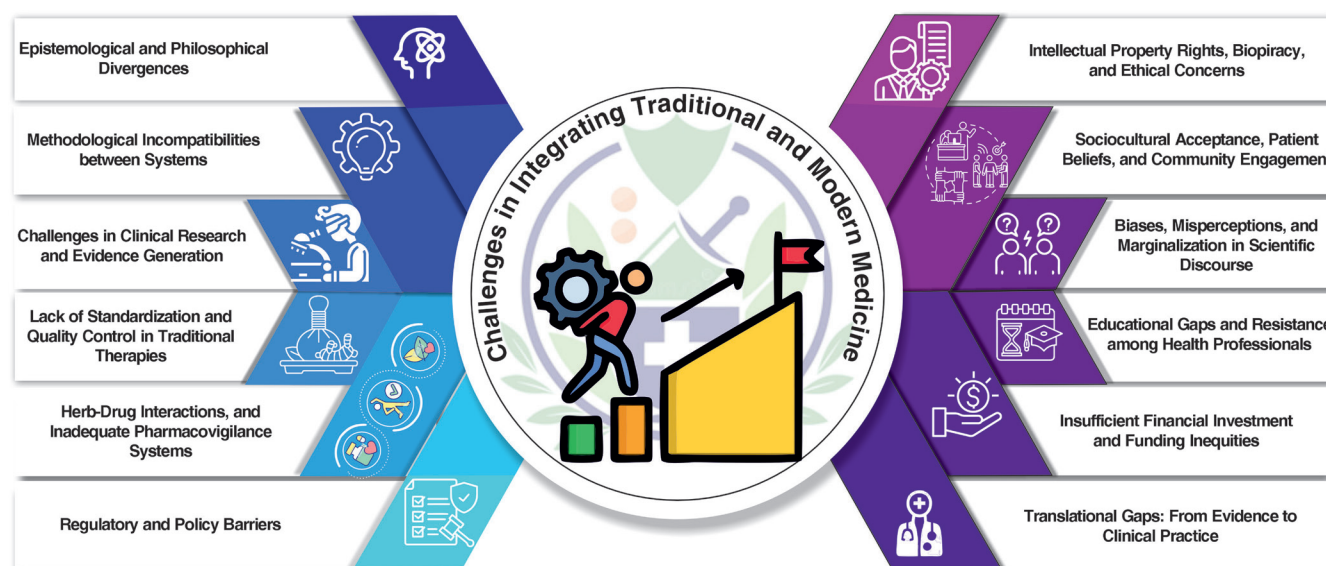 Epistemological and Philosophical
Divergences
Methodological Incompatibilities
between Systems
Challenges in Clinical Research
and Evidence Generation
Lack of Standardization and
Quality Control in Traditional
Therapies
Herb-Drug Interactions, and
Inadequate Pharmacovigilance
Systems
Regulatory and Policy Barriers
Challenges in Integrating Traditional and Modern Medicine
Intellectual Property Rights, Biopiracy,
and Ethical Concerns
Sociocultural Acceptance, Patient
Beliefs, and Community Engagemen
Biases, Misperceptions, and
Marginalization in Scientific
Discourse
Educational Gaps and Resistance
among Health Professionals
Insufficient Financial Investment
and Funding Inequities
Translational Gaps: From Evidence to
Clinical Practice